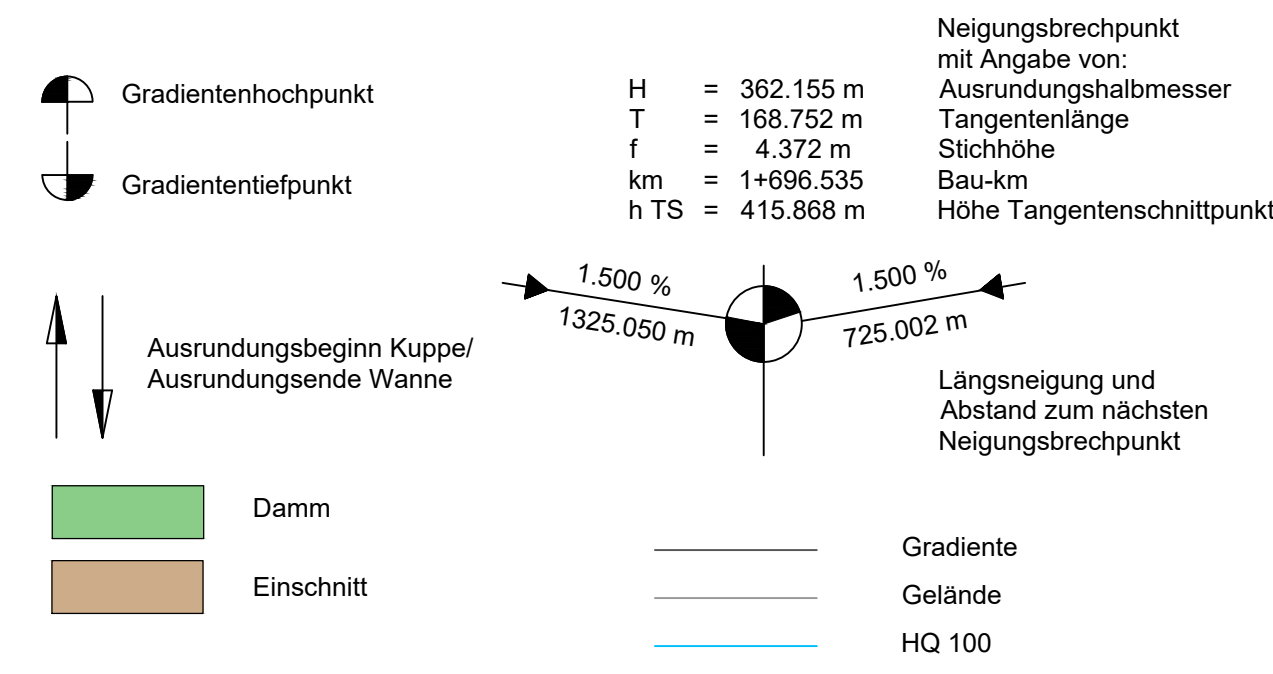 Gradientenhochpunkt
Gradiententiefpunkt
Neigungsbrechpunkt
mit Angabe von:
H = 362.155 m Ausrundungshalbmesser
T = 168.752 m Tangentenlänge
f = 4.372 m Stichhöhe
km = 1+696.535 Bau-km
h TS = 415.868 m Höhe Tangentenschnittpunkt
1.500 %
1325.050 m
1.500 %
725.002 m
Ausrundungsbeginn Kuppe/
Ausrundungsende Wanne
Längsneigung und
Abstand zum nächsten
Neigungsbrechpunkt
Damm
Einschnitt
Gradiente
Gelände
HQ 100